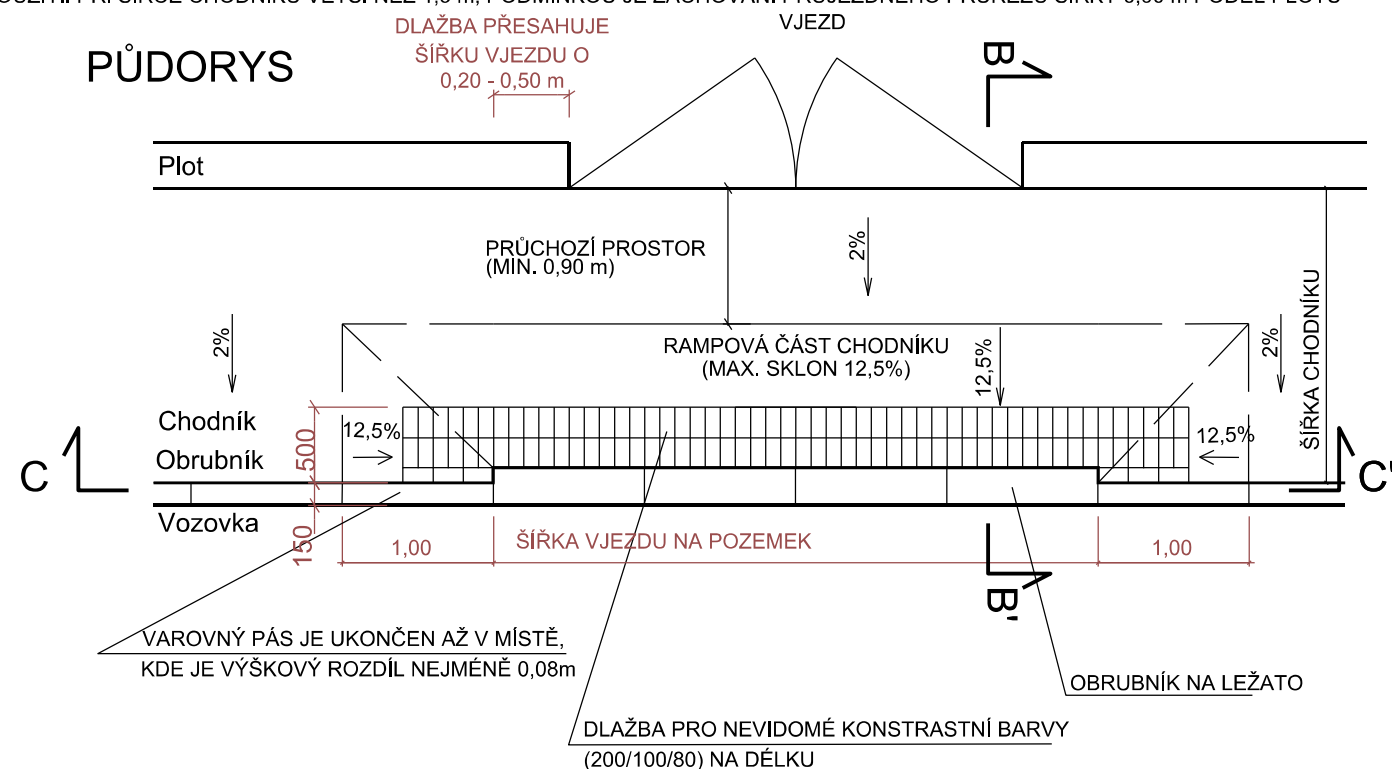 VJEZD
DLAŽBA PŘESAHUJE
ŠÍŘKU VJEZDU O
0,20 - 0,50 m
PŮDORYS
B
Plot
PRŮCHOZÍ PROSTOR
(MIN. 0,90 m)
2%
ŠÍŘKA CHODNÍKU
2%
2%
RAMPOVÁ ČÁST CHODNÍKU
(MAX. SKLON 12,5%)
12,5%
Chodník
Obrubník
500
12,5%
12,5%
C
C'
Vozovka
150
1,00
ŠÍŘKA VJEZDU NA POZEMEK
1,00
B'
VAROVNÝ PÁS JE UKONČEN AŽ V MÍSTĚ,
KDE JE VÝŠKOVÝ ROZDÍL NEJMÉNĚ 0,08m
OBRUBNÍK NA LEŽATO
DLAŽBA PRO NEVIDOMÉ KONSTRASTNÍ BARVY
(200/100/80) NA DÉLKU